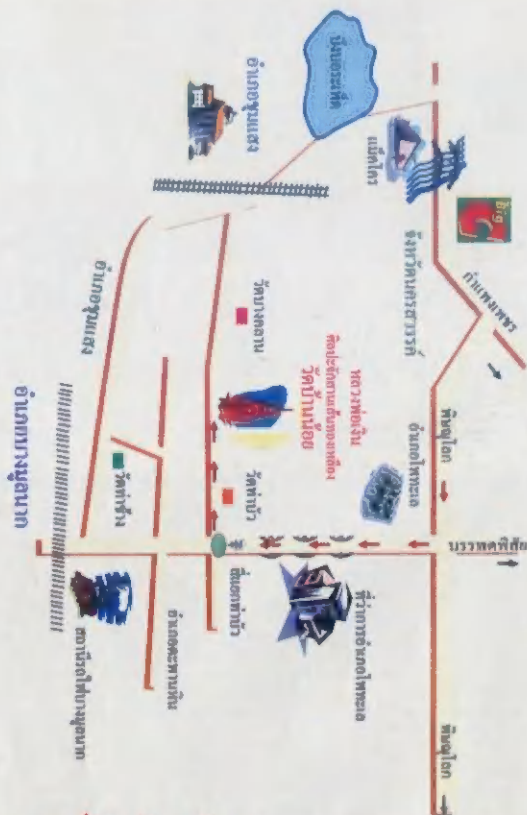 บึงบอระเพ็ด
แม็คโคร
big C
จังหวัดนครสวรรค์
กำแพงเพชร
อำเภอชุมแสง
พิษณุโลก
อำเภอโพทะเล
บรรพตพิสัย
หลวงพ่อเงิน
วัดบ้านน้อย
วัดบางคลาน
วัดท่าบัว
สี่แยกท่าบัว
ที่ว่าการอำเภอโพทะเล
พิษณุโลก
อำเภอชุมแสง
วัดท่าช้าง
อำเภอตะพานหิน
อำเภอบางมูลนาก
สถานีรถไฟบางมูลนาก